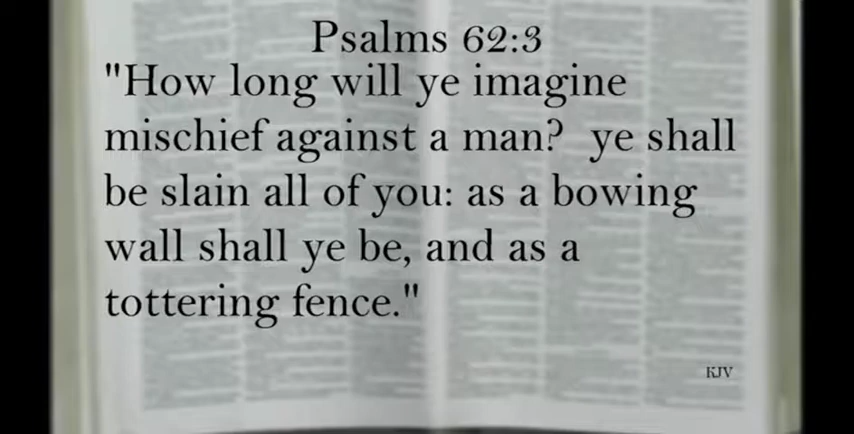 Psalms 62:3
"How long will ye imagine
mischief against a man?  ye shall
be slain all of you: as a bowing
wall shall ye be, and as a
tottering fence."
KJV